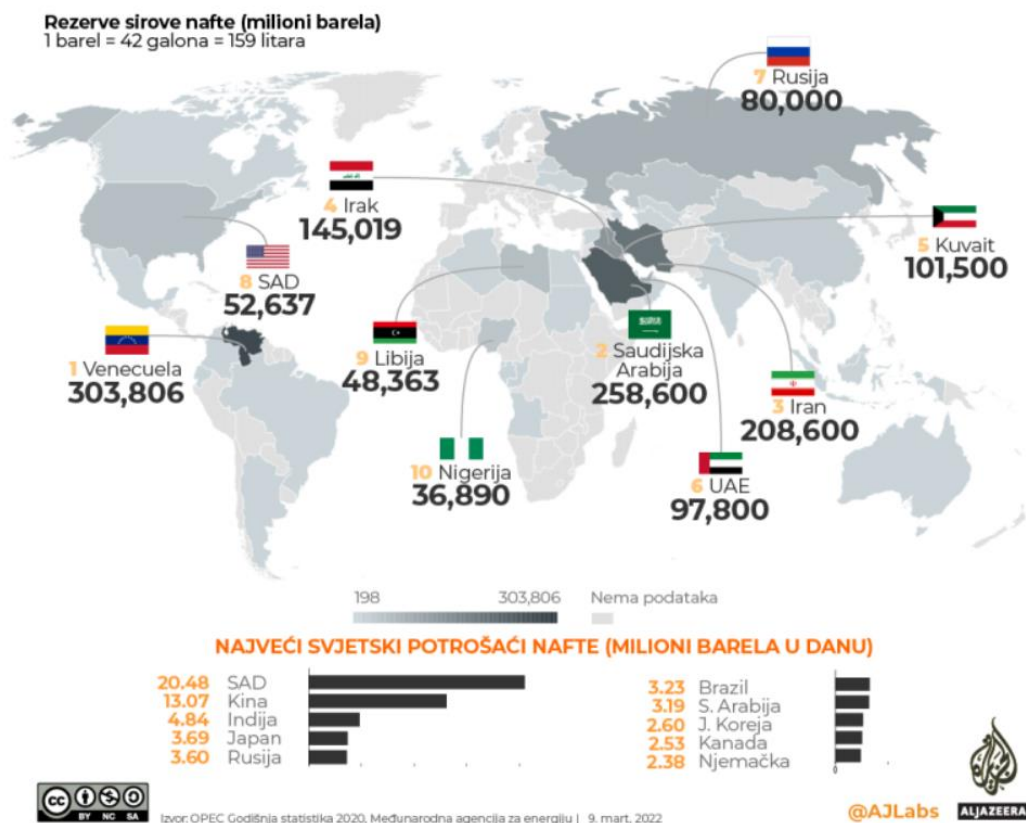 Rezerve sirove nafte (milioni barela)
1 barel = 42 galona = 159 litara
7 Rusija
80,000
4 Irak
145,019
5 Kuvait
101,500
8 SAD
52,637
1 Venecuela
303,806
9 Libija
48,363
2 Saudijska
Arabija
258,600
3 Iran
208,600
10 Nigerija
36,890
6 UAE
97,800
198 303,806 Nema podataka
NAJVEĆI SVJETSKI POTROŠAČI NAFTE (MILIONI BARELA U DANU)
20.48 SAD
13.07 Kina
4.84 Indija
3.69 Japan
3.60 Rusija
0
3.23 Brazil
3.19 S. Arabija
2.60 J. Koreja
2.53 Kanada
2.38 Njemačka
0
cc BY NC SA
Izvor: OPEC Godišnja statistika 2020, Međunarodna agencija za energiju | 9. mart, 2022
@AJLabs
ALJAZEERA